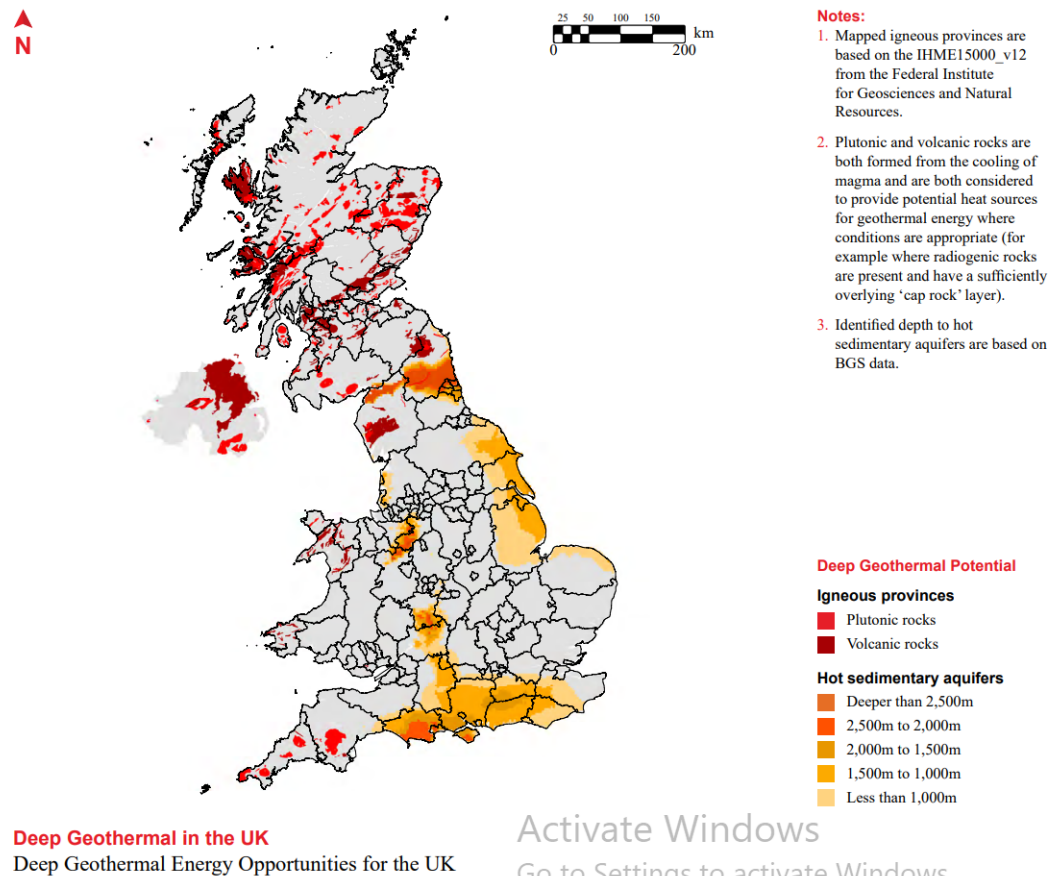 N
25 50 100 150
km
0 200
Notes:
1. Mapped igneous provinces are
based on the IHME15000_v12
from the Federal Institute
for Geosciences and Natural
Resources.
2. Plutonic and volcanic rocks are
both formed from the cooling of
magma and are both considered
to provide potential heat sources
for geothermal energy where
conditions are appropriate (for
example where radiogenic rocks
are present and have a sufficiently
overlying ‘cap rock’ layer).
3. Identified depth to hot
sedimentary aquifers are based on
BGS data.
Deep Geothermal Potential
Igneous provinces
Plutonic rocks
Volcanic rocks
Hot sedimentary aquifers
Deeper than 2,500m
2,500m to 2,000m
2,000m to 1,500m
1,500m to 1,000m
Less than 1,000m
Deep Geothermal in the UK
Deep Geothermal Energy Opportunities for the UK
Activate Windows
Go to Settings to activate Windows